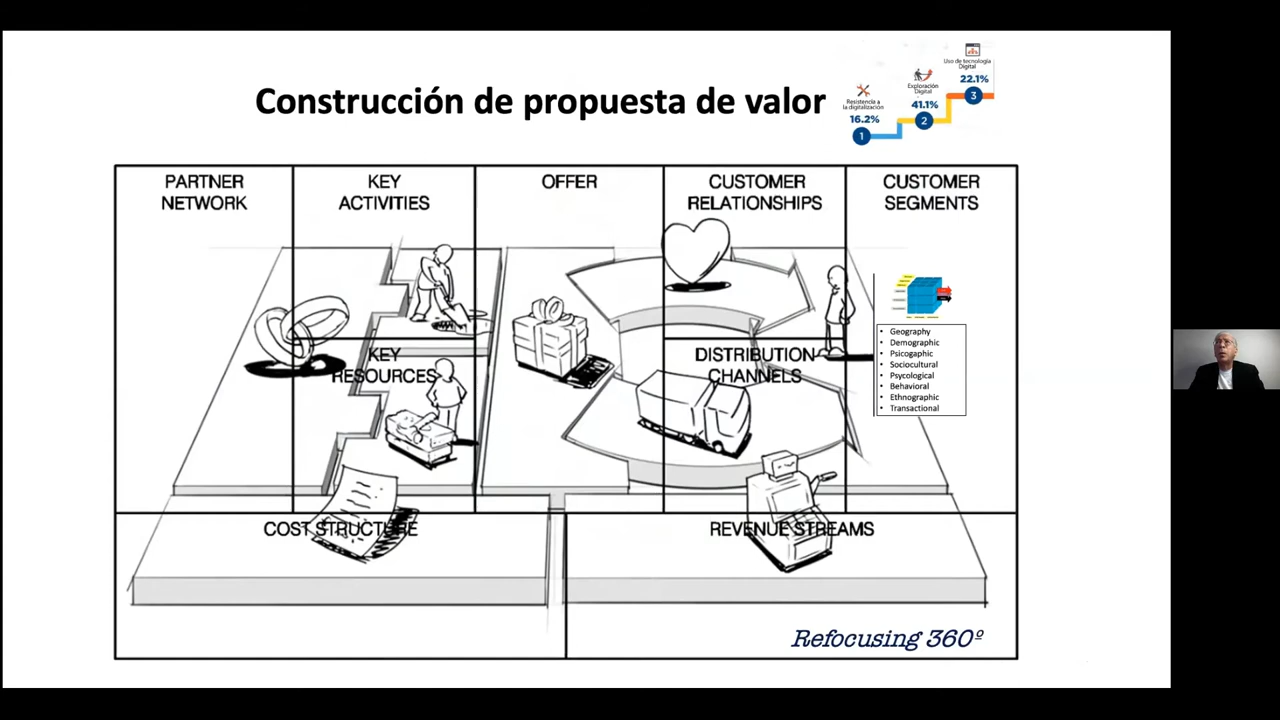 Construcción de propuesta de valor
Resistencia a
la digitalización
16.2%
1
Exploración
Digital
41.1%
2
Uso de tecnología
Digital
22.1%
3
PARTNER
NETWORK
KEY
ACTIVITIES
OFFER
CUSTOMER
RELATIONSHIPS
CUSTOMER
SEGMENTS
KEY
RESOURCES
DISTRIBUTION
CHANNELS
• Geography
• Demographic
• Psicogaphic
• Sociocultural
• Psycological
• Behavioral
• Ethnographic
• Transactional
COST STRUCTURE
REVENUE STREAMS
Refocusing 360º